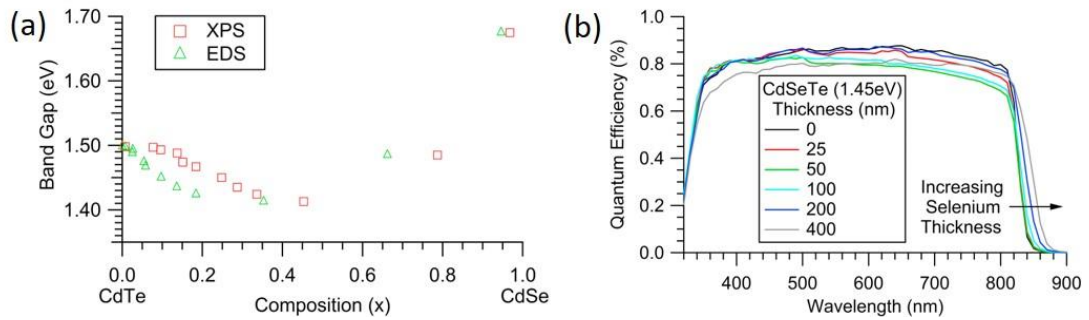 (a)
XPS
EDS
1.70
1.60
1.50
1.40
Band Gap (eV)
0.0
0.2
0.4
0.6
0.8
1.0
CdTe
Composition (x)
CdSe
(b)
1.0
0.8
0.6
0.4
0.2
0.0
Quantum Efficiency (%)
CdSeTe (1.45eV)
Thickness (nm)
0
25
50
100
200
400
Increasing
Selenium
Thickness
400
500
600
700
800
900
Wavelength (nm)